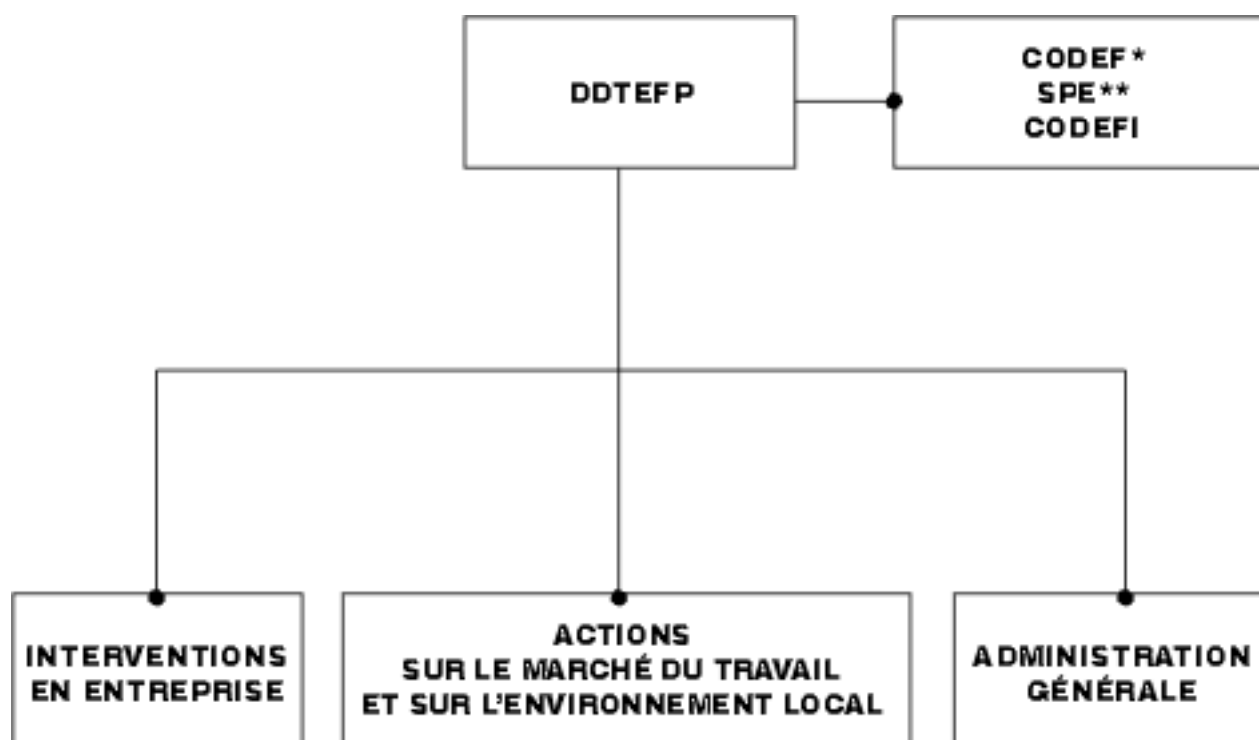 DDTEFP
CODEF*
SPE**
CODEFI
INTERVENTIONS
EN ENTREPRISE
ACTIONS
SUR LE MARCHÉ DU TRAVAIL
ET SUR L'ENVIRONNEMENT LOCAL
ADMINISTRATION
GÉNÉRALE